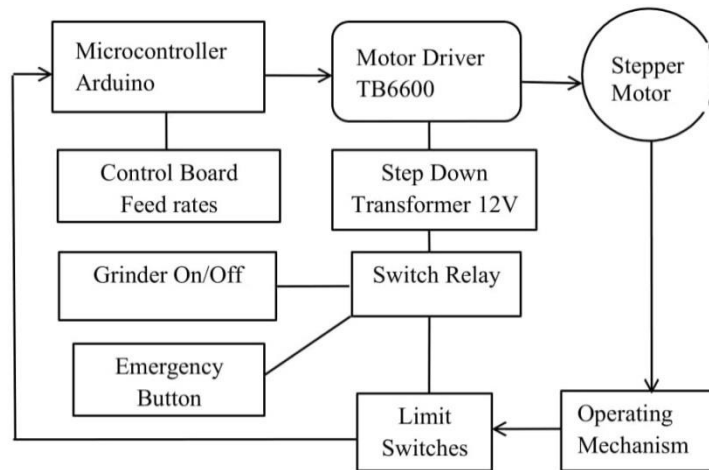 Microcontroller
Arduino
Motor Driver
TB6600
Stepper
Motor
Control Board
Feed rates
Step Down
Transformer 12V
Grinder On/Off
Switch Relay
Emergency
Button
Limit
Switches
Operating
Mechanism